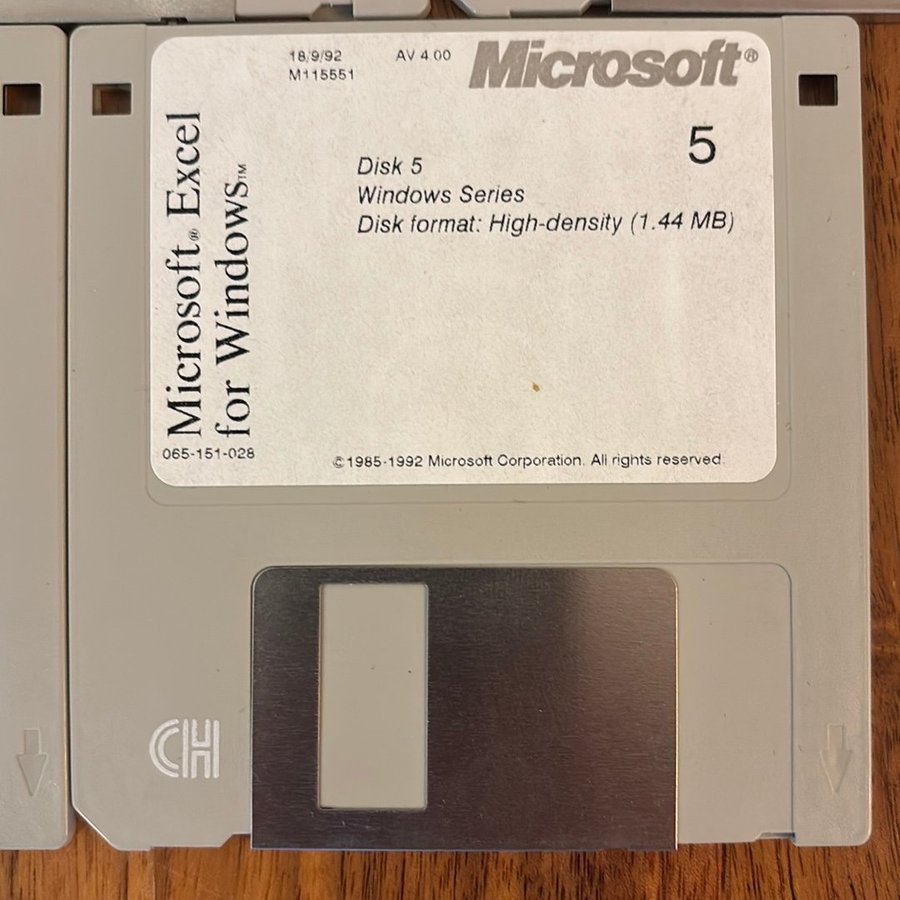 18/9/92 AV 4.00
M115551
Microsoft®
5
Microsoft® Excel
for Windows™
Disk 5
Windows Series
Disk format: High-density (1.44 MB)
065-151-028
©1985-1992 Microsoft Corporation. All rights reserved.
CH